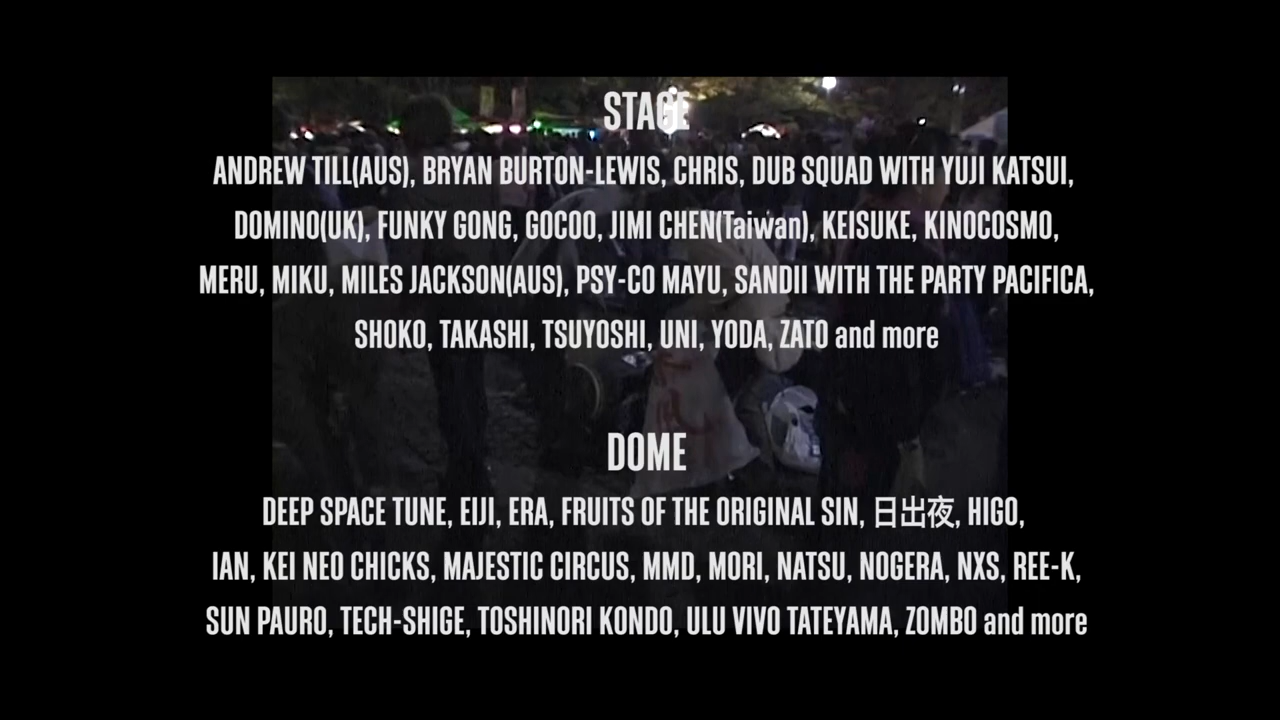 STAGE
ANDREW TILL(AUS), BRYAN BURTON-LEWIS, CHRIS, DUB SQUAD WITH YUJI KATSUI,
DOMINO(UK), FUNKY GONG, GOCOO, JIMI CHEN(Taiwan), KEISUKE, KINOCOSMO,
MERU, MIKU, MILES JACKSON(AUS), PSY-CO MAYU, SANDII WITH THE PARTY PACIFICA,
SHOKO, TAKASHI, TSUYOSHI, UNI, YODA, ZATO and more
DOME
DEEP SPACE TUNE, EIJI, ERA, FRUITS OF THE ORIGINAL SIN, 日出夜, HIGO,
IAN, KEI NEO CHICKS, MAJESTIC CIRCUS, MMD, MORI, NATSU, NOGERA, NXS, REE-K,
SUN PAURO, TECH-SHIGE, TOSHINORI KONDO, ULU VIVO TATEYAMA, ZOMBO and more